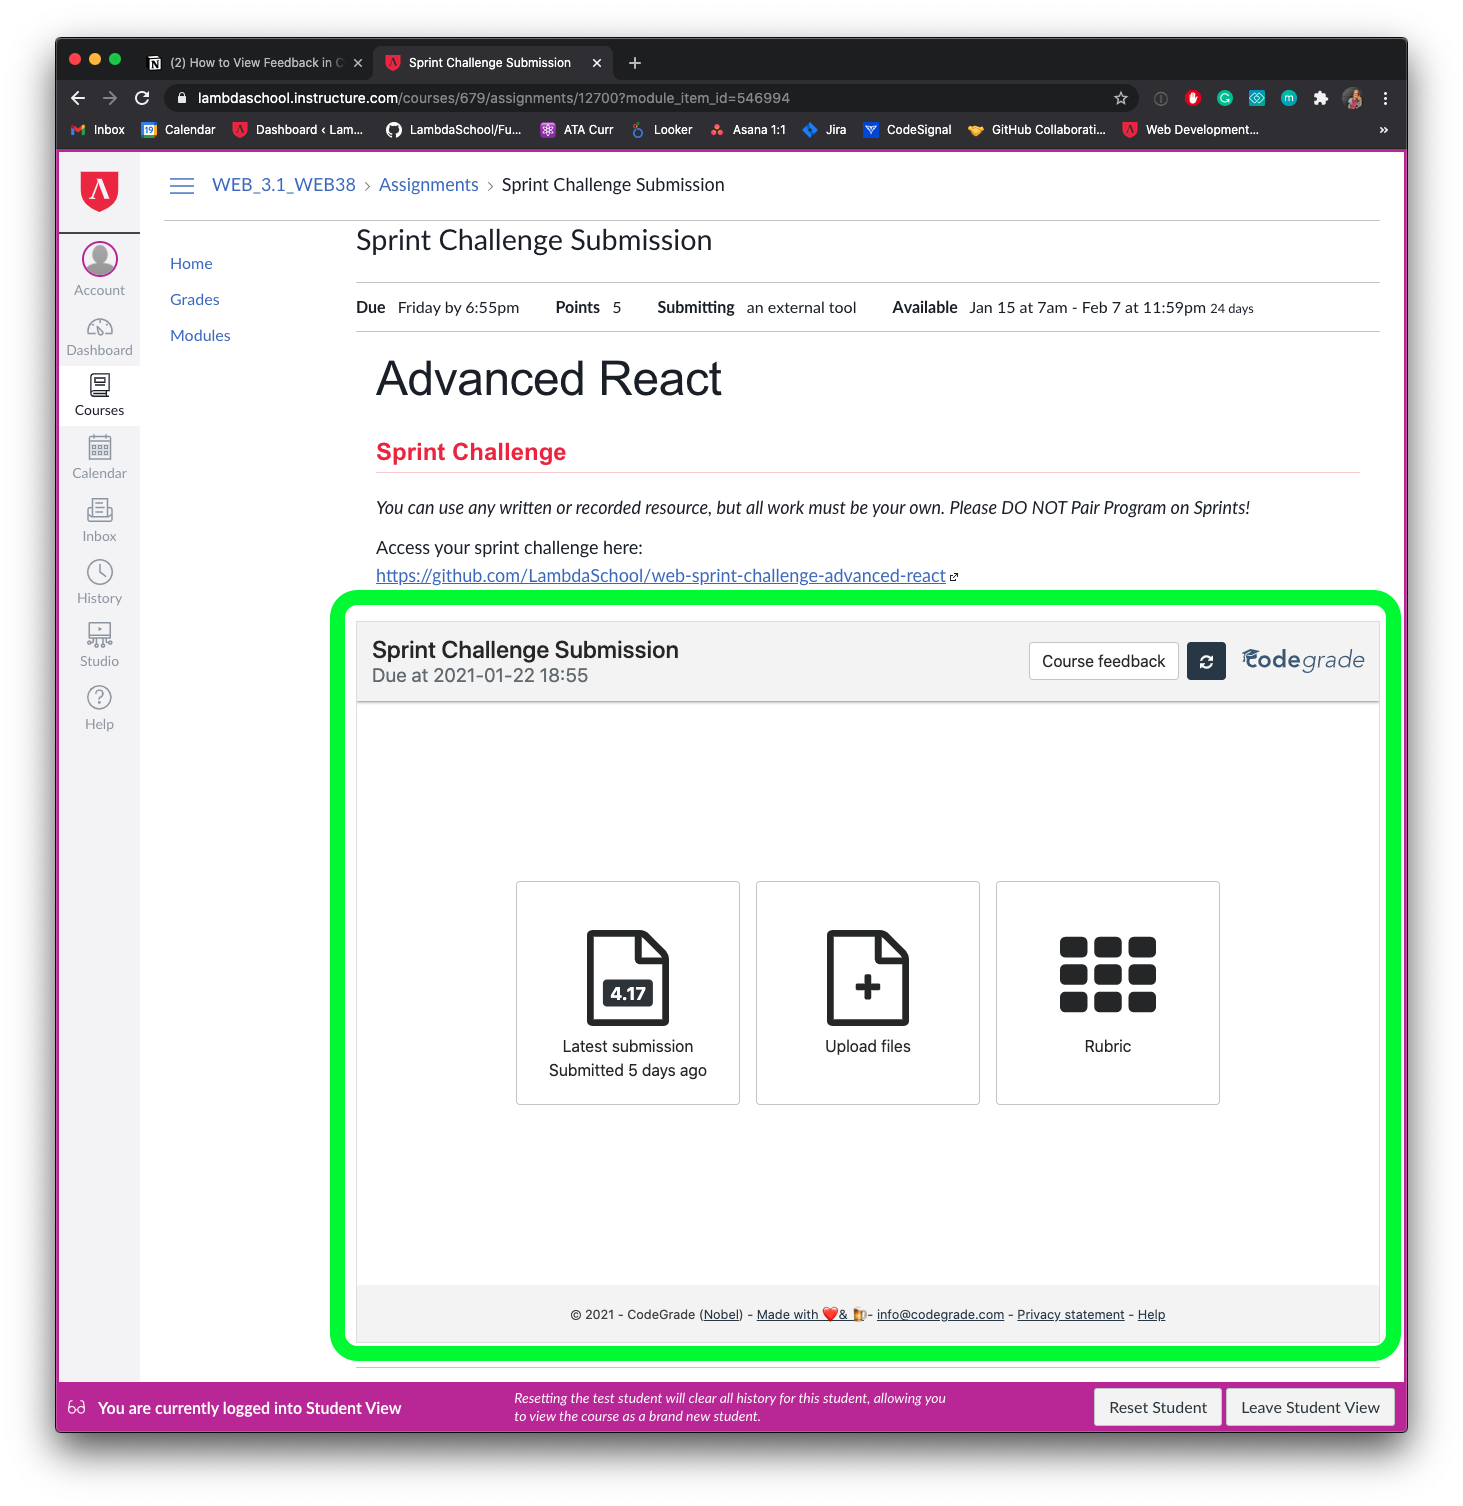 (2) How to View Feedback in C
Sprint Challenge Submission
lambdaschool.instructure.com/courses/679/assignments/12700?module_item_id=546994
Inbox
19
Calendar
Dashboard ‹ Lam...
LambdaSchool/Fu...
ATA Curr
Looker
Asana 1:1
Jira
CodeSignal
GitHub Collaborati...
Web Development...
»
WEB_3.1_WEB38 › Assignments › Sprint Challenge Submission
Account
Dashboard
Courses
Calendar
Inbox
History
Studio
Help
Home
Grades
Modules
Sprint Challenge Submission
Due Friday by 6:55pm Points 5 Submitting an external tool Available Jan 15 at 7am - Feb 7 at 11:59pm 24 days
Advanced React
Sprint Challenge
You can use any written or recorded resource, but all work must be your own. Please DO NOT Pair Program on Sprints!
Access your sprint challenge here:
https://github.com/LambdaSchool/web-sprint-challenge-advanced-react
Sprint Challenge Submission
Due at 2021-01-22 18:55
Course feedback
Codegrade
4.17
Latest submission
Submitted 5 days ago
Upload files
Rubric
© 2021 - CodeGrade (Nobel) - Made with ❤️& 🍺- info@codegrade.com - Privacy statement - Help
You are currently logged into Student View
Resetting the test student will clear all history for this student, allowing you
to view the course as a brand new student.
Reset Student
Leave Student View